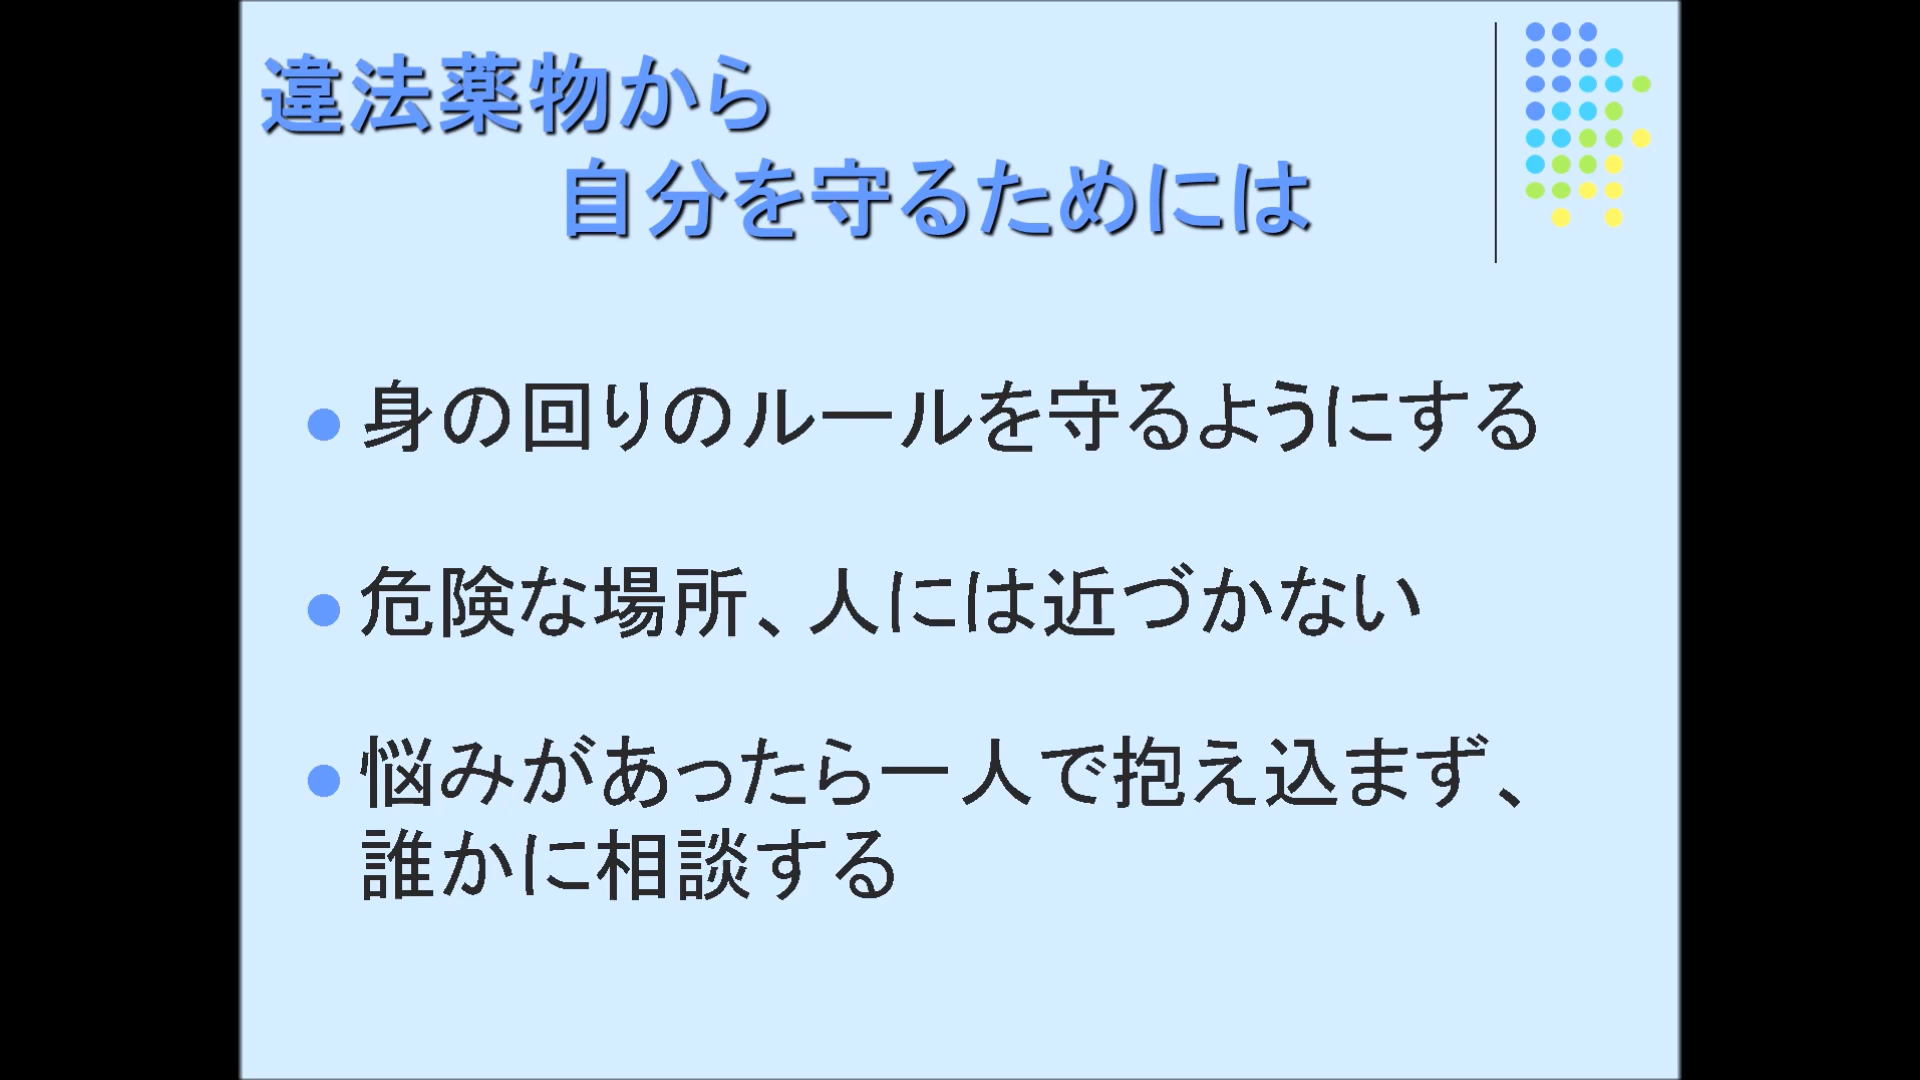 違法薬物から
自分を守るためには
身の回りのルールを守るようにする
危険な場所、人には近づかない
悩みがあったら一人で抱え込まず、
誰かに相談する